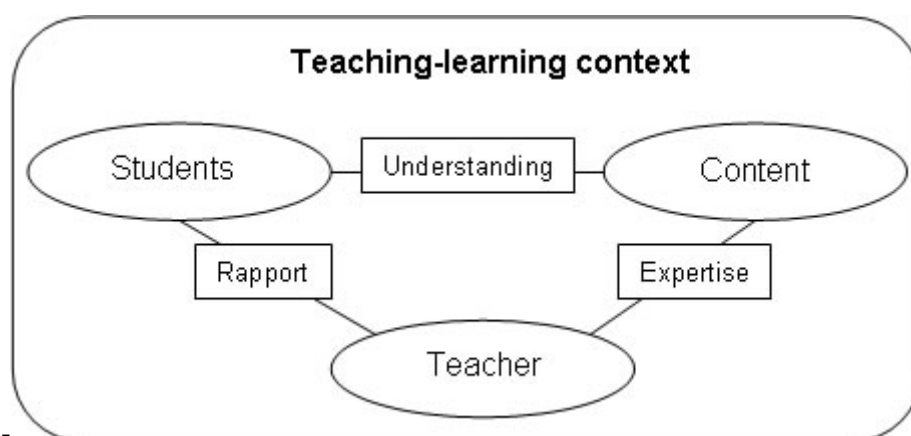 Teaching-learning context
Students
Understanding
Content
Rapport
Expertise
Teacher